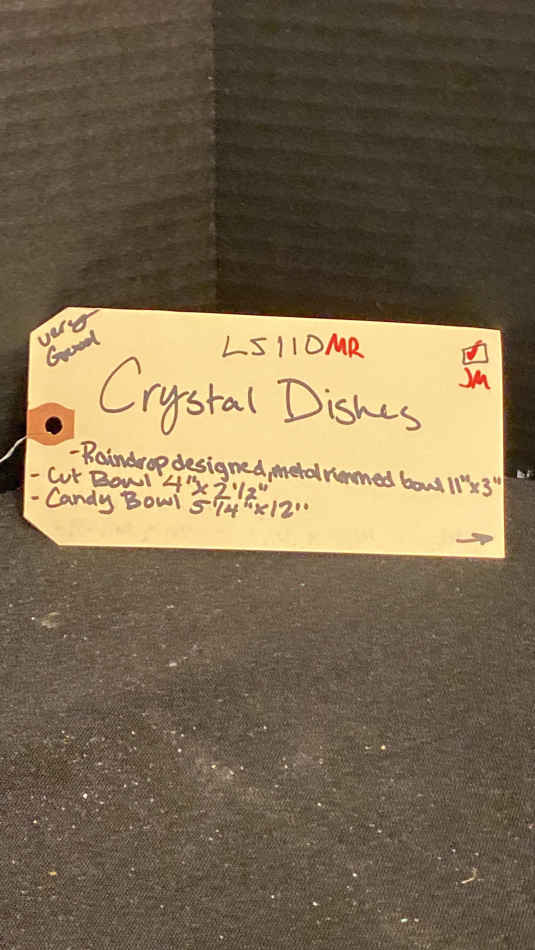 very
Good
LS110MR
JM
Crystal Dishes
-Raindrop designed, metal rimmed bowl 11"x3"
- Cut Bowl 4"x2 1/2"
- Candy Bowl 5 1/4"x12"
→